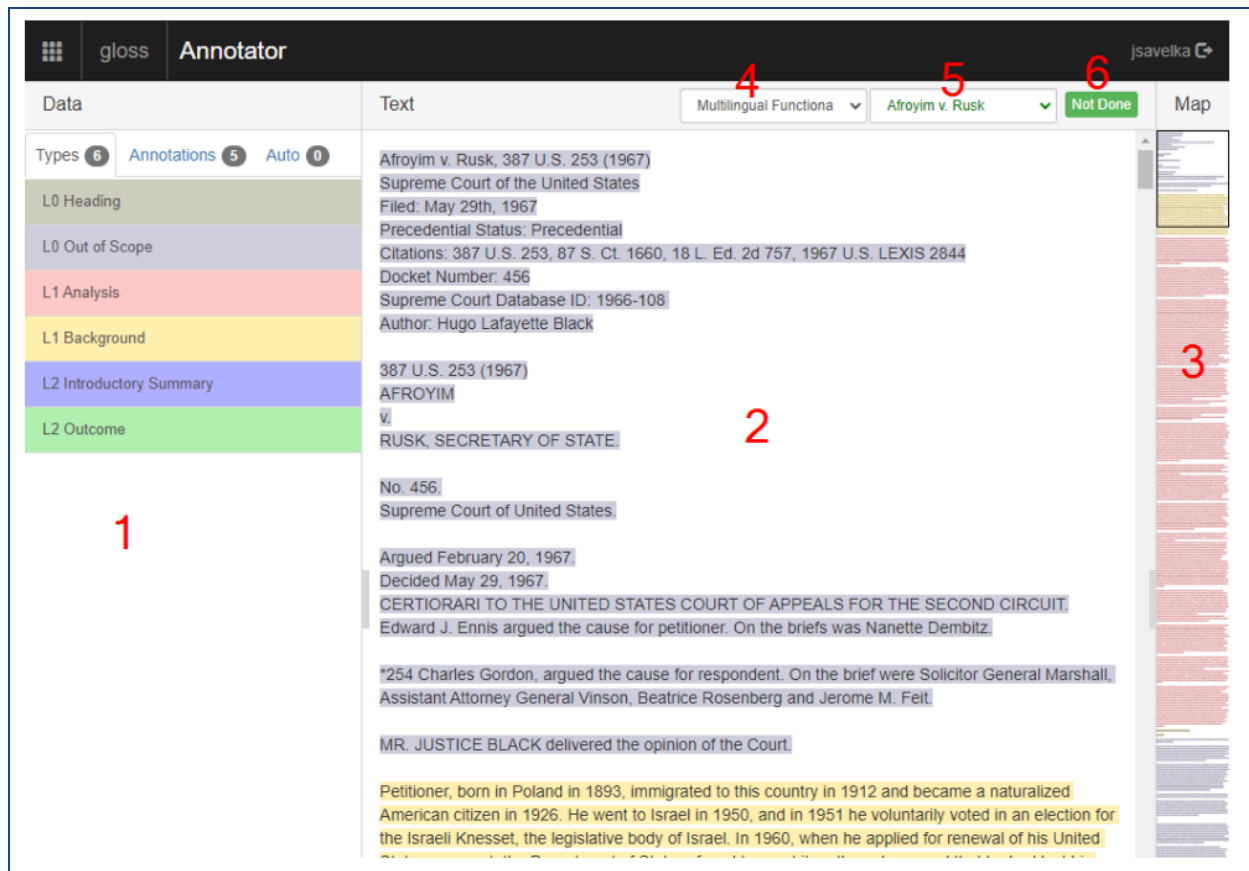 gloss Annotator jsavelka
4 5 6
Data Text Multilingual Functiona Afroyim v. Rusk Not Done Map
Types 6 Annotations 5 Auto 0
L0 Heading
L0 Out of Scope
L1 Analysis
L1 Background
L2 Introductory Summary
L2 Outcome
1
Afroyim v. Rusk, 387 U.S. 253 (1967)
Supreme Court of the United States
Filed: May 29th, 1967
Precedential Status: Precedential
Citations: 387 U.S. 253, 87 S. Ct. 1660, 18 L. Ed. 2d 757, 1967 U.S. LEXIS 2844
Docket Number: 456
Supreme Court Database ID: 1966-108
Author: Hugo Lafayette Black
387 U.S. 253 (1967)
AFROYIM
v.
RUSK, SECRETARY OF STATE.
2
No. 456.
Supreme Court of United States.
Argued February 20, 1967.
Decided May 29, 1967.
CERTIORARI TO THE UNITED STATES COURT OF APPEALS FOR THE SECOND CIRCUIT.
Edward J. Ennis argued the cause for petitioner. On the briefs was Nanette Dembitz.
*254 Charles Gordon, argued the cause for respondent. On the brief were Solicitor General Marshall,
Assistant Attorney General Vinson, Beatrice Rosenberg and Jerome M. Feit.
MR. JUSTICE BLACK delivered the opinion of the Court.
Petitioner, born in Poland in 1893, immigrated to this country in 1912 and became a naturalized
American citizen in 1926. He went to Israel in 1950, and in 1951 he voluntarily voted in an election for
the Israeli Knesset, the legislative body of Israel. In 1960, when he applied for renewal of his United
3